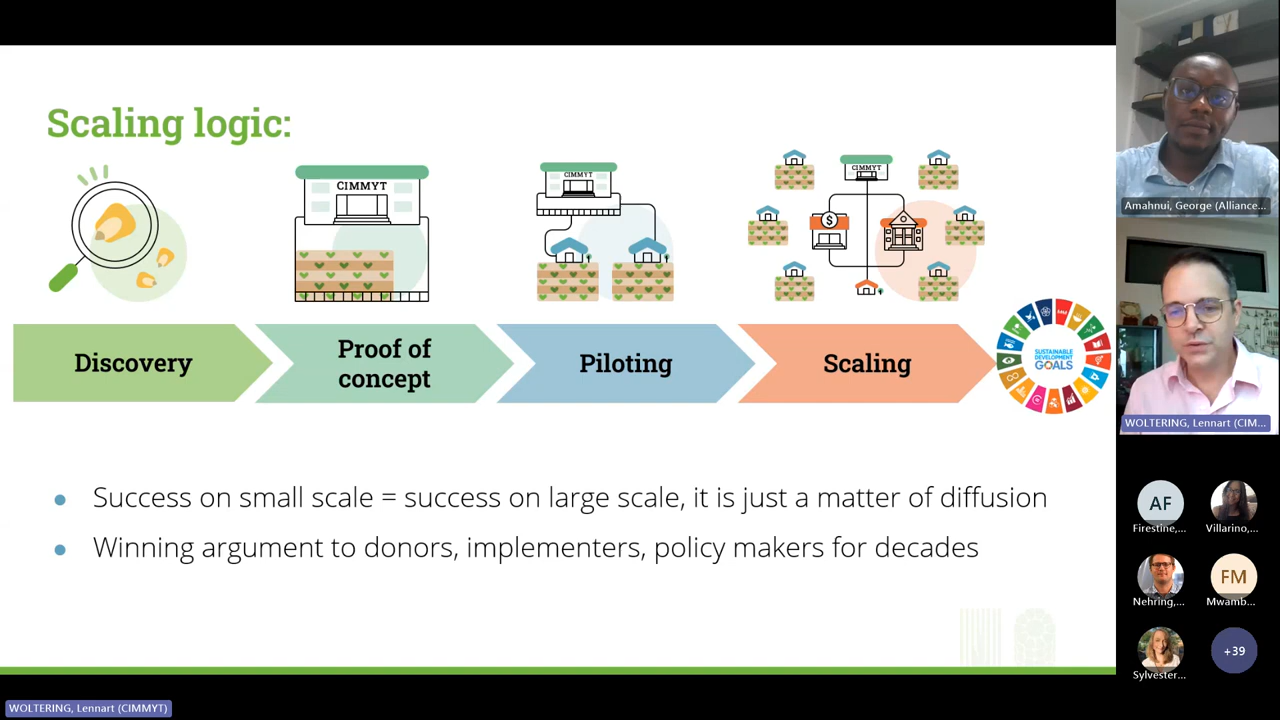 Scaling logic:
CIMMYT
CIMMYT
CIMMYT
$
Discovery
Proof of
concept
Piloting
Scaling
SUSTAINABLE
DEVELOPMENT
GOALS
Success on small scale = success on large scale, it is just a matter of diffusion
Winning argument to donors, implementers, policy makers for decades
Amahnui, George (Alliance...
WOLTERING, Lennart (CIM...
AF
Firestine,...
Villarino,...
Nehring,...
FM
Mwamb...
Sylvester...
+39
WOLTERING, Lennart (CIMMYT)